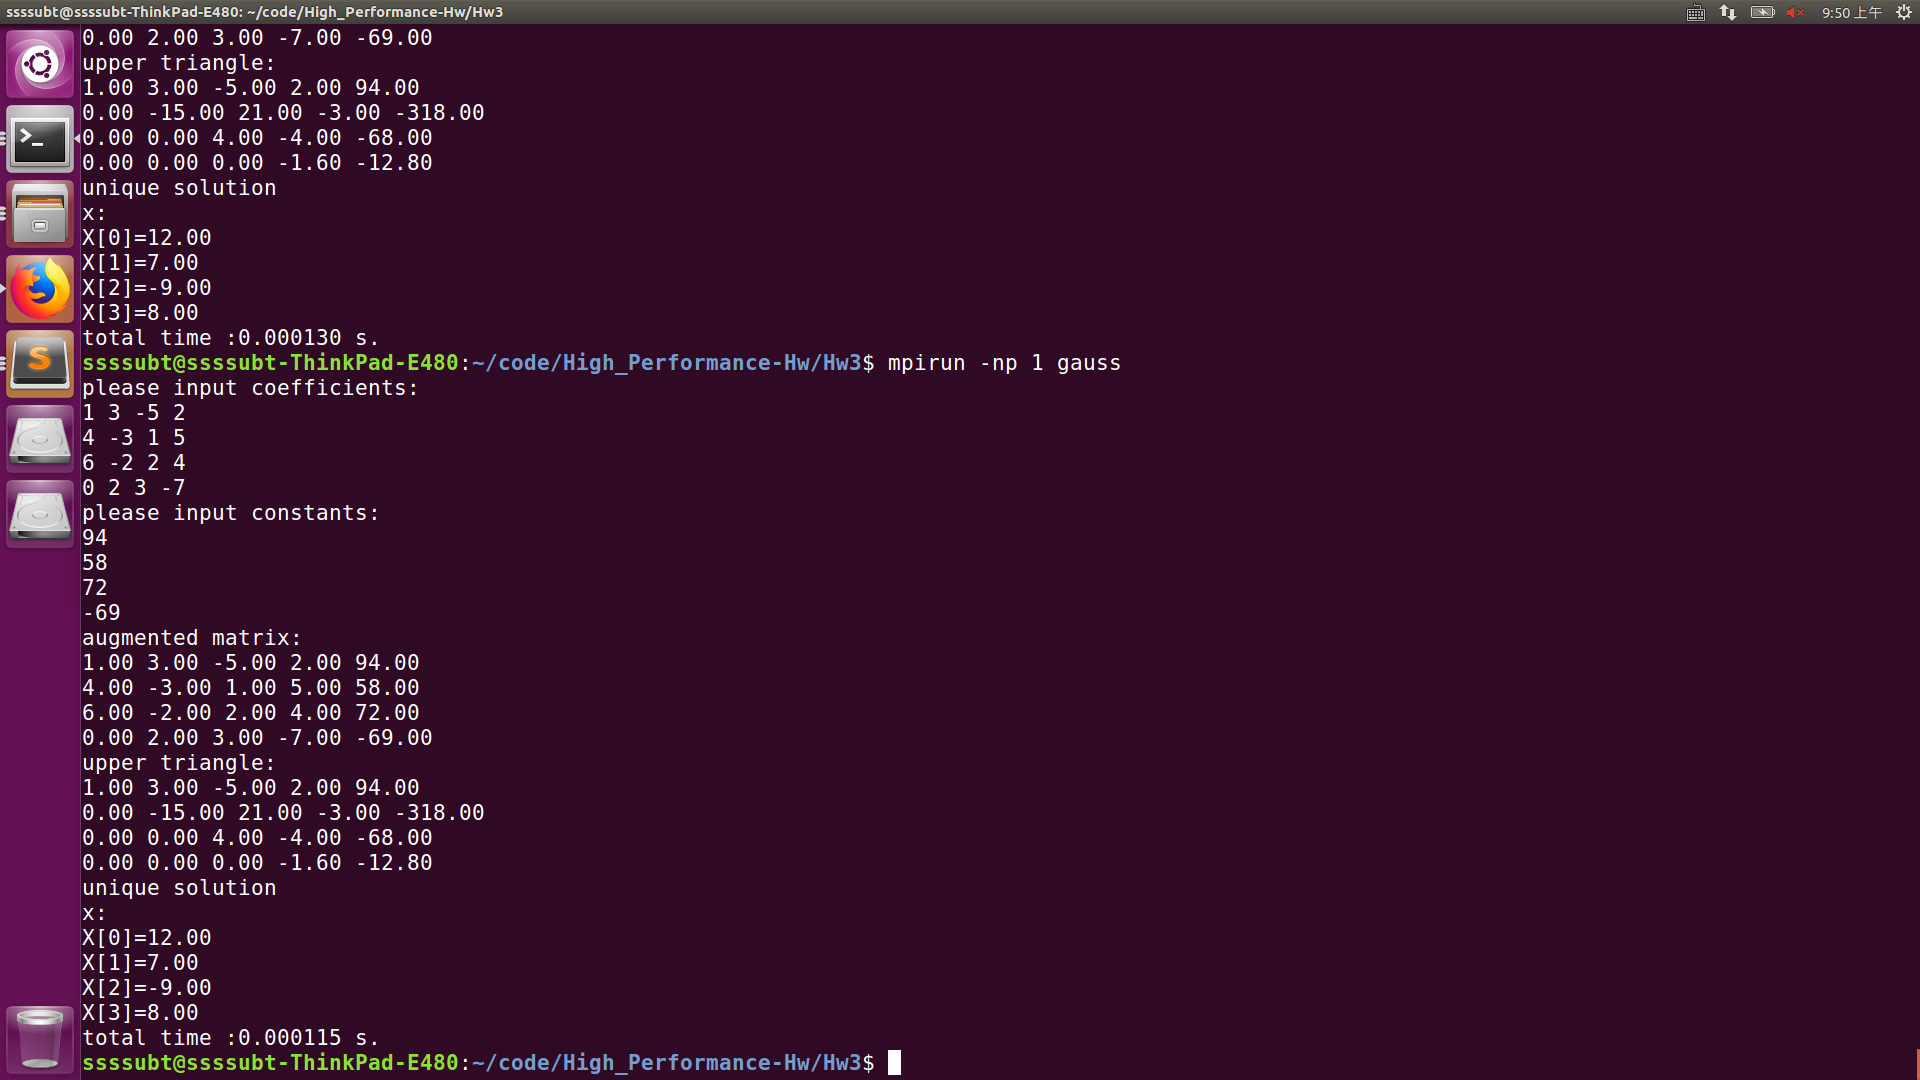 ssssubt@ssssubt-ThinkPad-E480: ~/code/High_Performance-Hw/Hw3
9:50 上午
0.00 2.00 3.00 -7.00 -69.00
upper triangle:
1.00 3.00 -5.00 2.00 94.00
0.00 -15.00 21.00 -3.00 -318.00
0.00 0.00 4.00 -4.00 -68.00
0.00 0.00 0.00 -1.60 -12.80
unique solution
x:
X[0]=12.00
X[1]=7.00
X[2]=-9.00
X[3]=8.00
total time :0.000130 s.
ssssubt@ssssubt-ThinkPad-E480:~/code/High_Performance-Hw/Hw3$ mpirun -np 1 gauss
please input coefficients:
1 3 -5 2
4 -3 1 5
6 -2 2 4
0 2 3 -7
please input constants:
94
58
72
-69
augmented matrix:
1.00 3.00 -5.00 2.00 94.00
4.00 -3.00 1.00 5.00 58.00
6.00 -2.00 2.00 4.00 72.00
0.00 2.00 3.00 -7.00 -69.00
upper triangle:
1.00 3.00 -5.00 2.00 94.00
0.00 -15.00 21.00 -3.00 -318.00
0.00 0.00 4.00 -4.00 -68.00
0.00 0.00 0.00 -1.60 -12.80
unique solution
x:
X[0]=12.00
X[1]=7.00
X[2]=-9.00
X[3]=8.00
total time :0.000115 s.
ssssubt@ssssubt-ThinkPad-E480:~/code/High_Performance-Hw/Hw3$